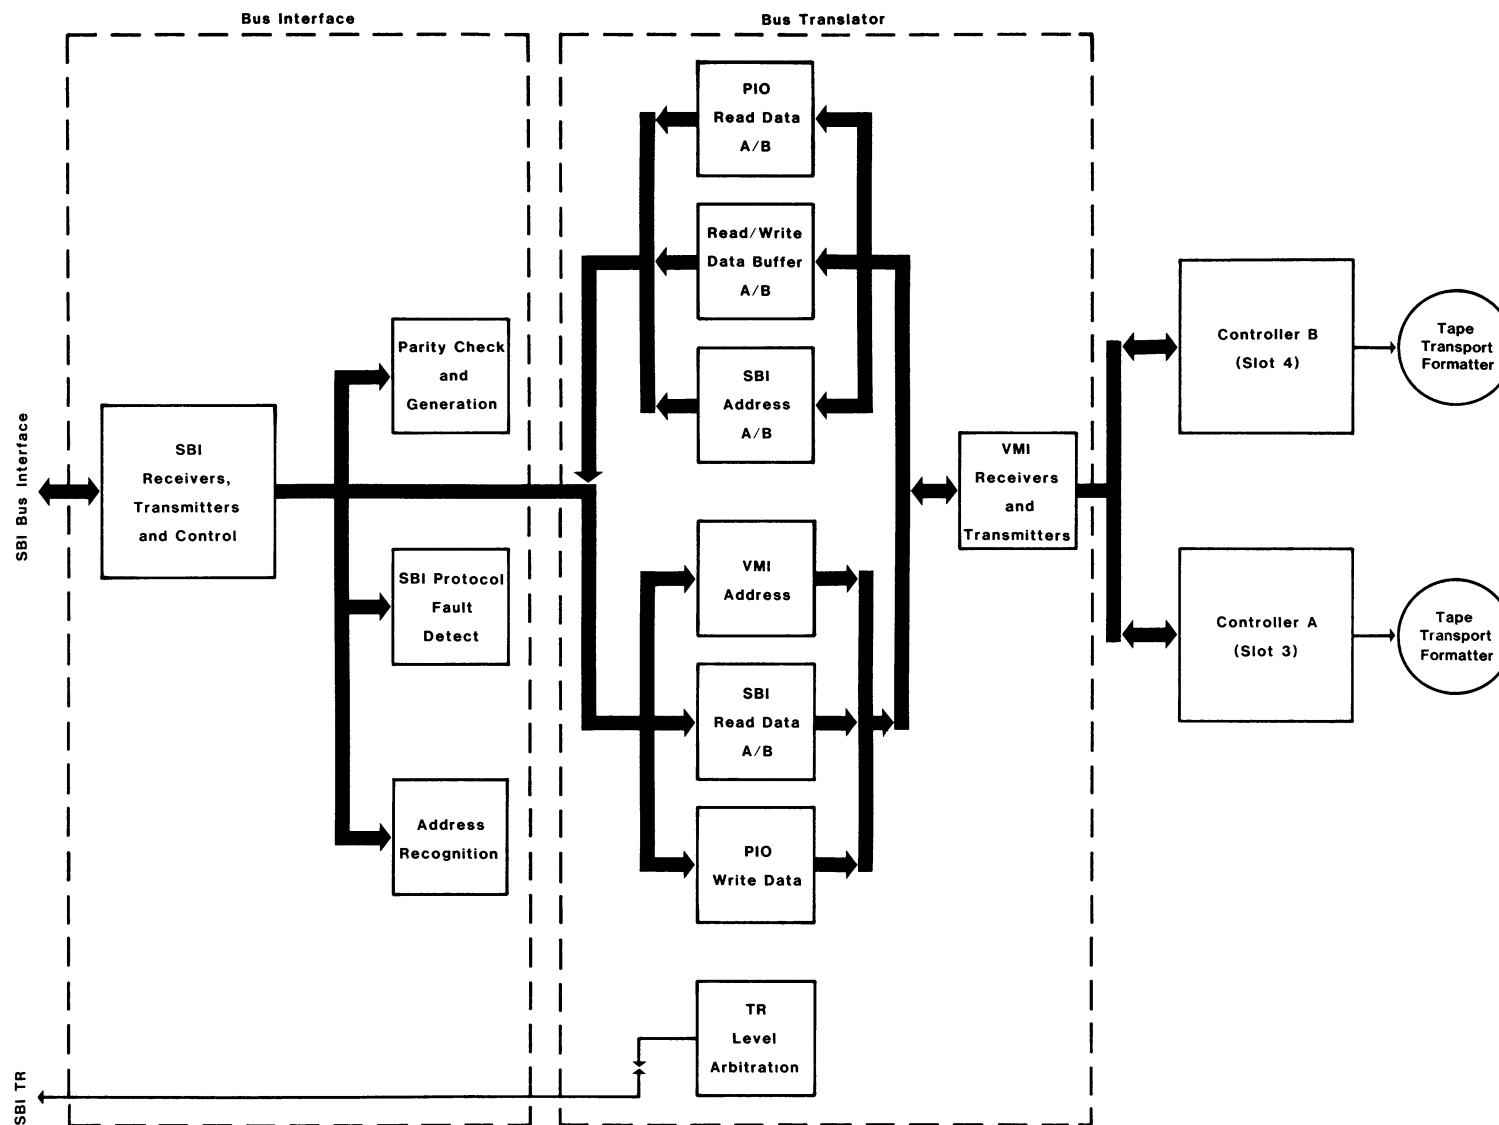 Bus Interface
Bus Translator
PIO
Read Data
A/B
Read/Write
Data Buffer
A/B
SBI
Address
A/B
Parity Check
and
Generation
SBI Bus Interface
SBI
Receivers,
Transmitters
and Control
SBI Protocol
Fault
Detect
Address
Recognition
VMI
Address
SBI
Read Data
A/B
PIO
Write Data
VMI
Receivers
and
Transmitters
Controller B
(Slot 4)
Tape
Transport
Formatter
Controller A
(Slot 3)
Tape
Transport
Formatter
TR
Level
Arbitration
SBI TR